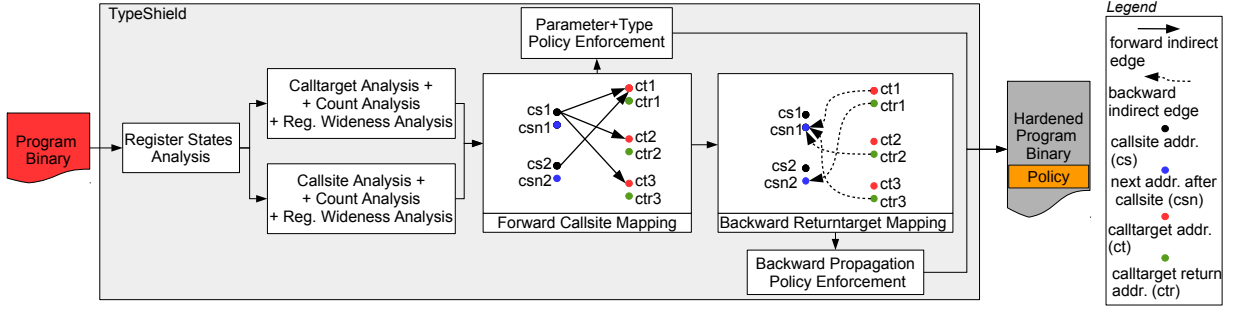 TypeShield
Program
Binary
Register States
Analysis
Calltarget Analysis +
+ Count Analysis
+ Reg. Wideness Analysis
Callsite Analysis +
+ Count Analysis
+ Reg. Wideness Analysis
Parameter+Type
Policy Enforcement
cs1
csn1
cs2
csn2
ct1
ctr1
ct2
ctr2
ct3
ctr3
Forward Callsite Mapping
cs1
csn1
cs2
csn2
ct1
ctr1
ct2
ctr2
ct3
ctr3
Backward Returntarget Mapping
Backward Propagation
Policy Enforcement
Hardened
Program
Binary
Policy
Legend
forward indirect
edge
backward
indirect edge
callsite addr.
(cs)
next addr. after
callsite (csn)
calltarget addr.
(ct)
calltarget return
addr. (ctr)